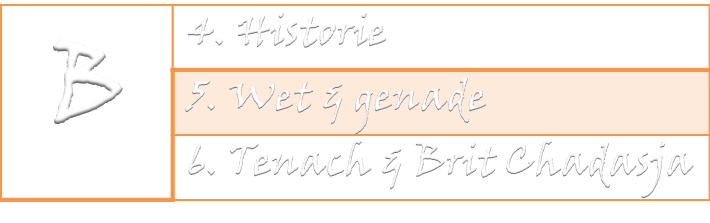 B
4. Historie
5. Wet & genade
6. Tenach & Brit Chadasja